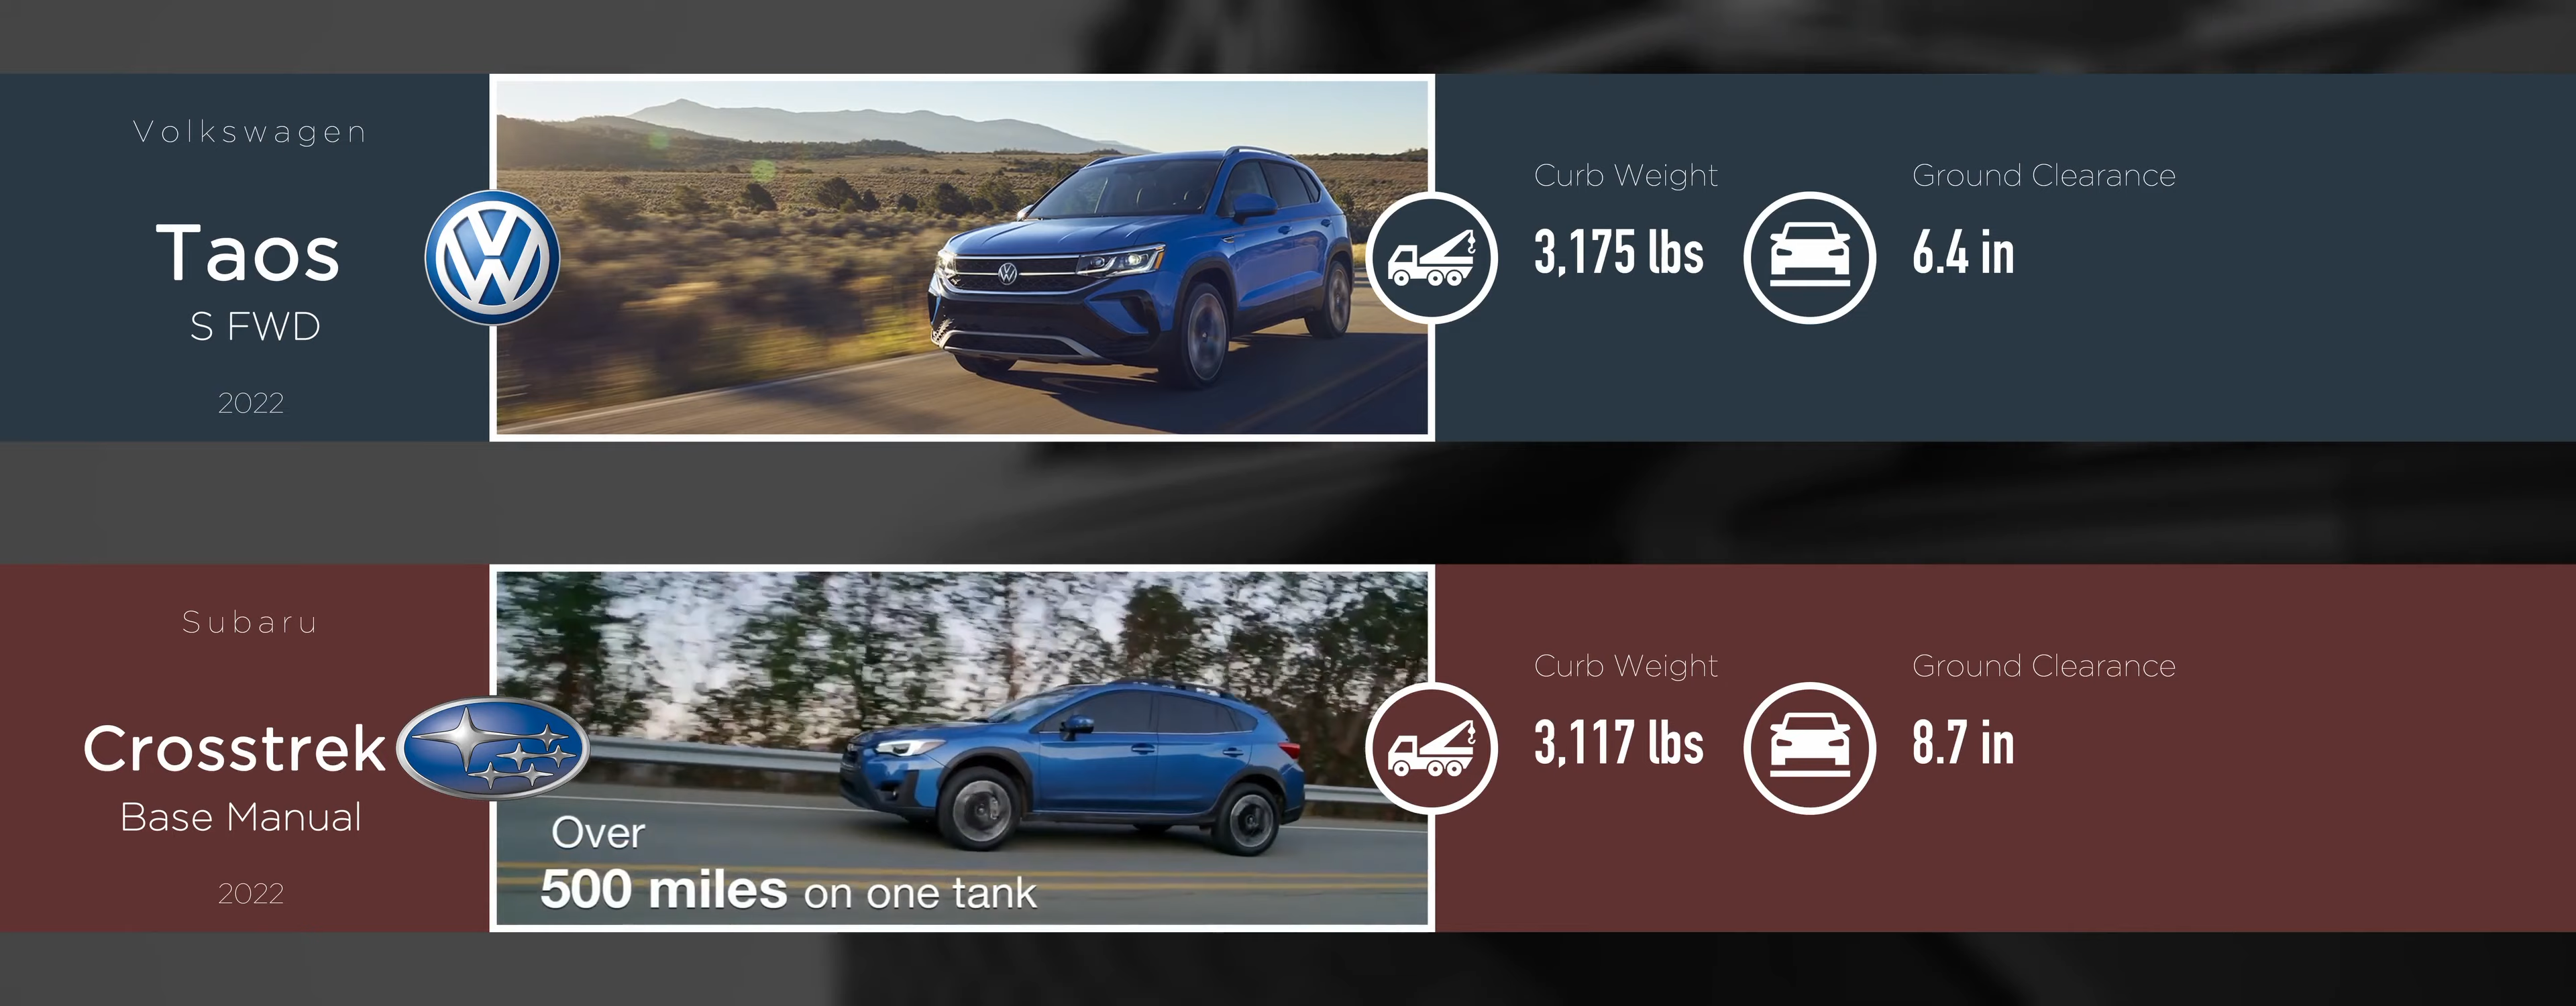 Volkswagen
Taos
S FWD
2022
Curb Weight
3,175 lbs
Ground Clearance
6.4 in
Subaru
Crosstrek
Base Manual
2022
Over
500 miles on one tank
Curb Weight
3,117 lbs
Ground Clearance
8.7 in